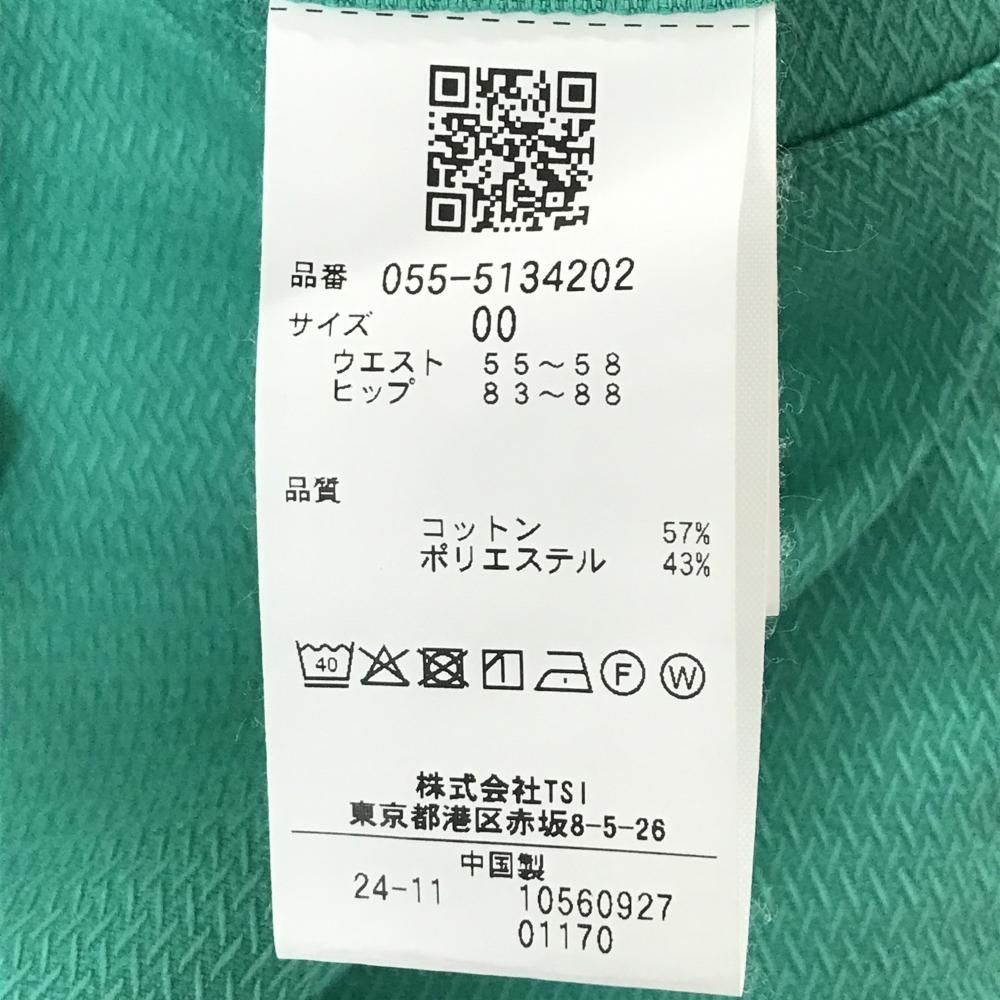 品番 055-5134202
サイズ 00
ウエスト 55～58
ヒップ 83～88
品質
コットン 57%
ポリエステル 43%
40 F W
株式会社TSI
東京都港区赤坂8-5-26
中国製
24-11 10560927
01170